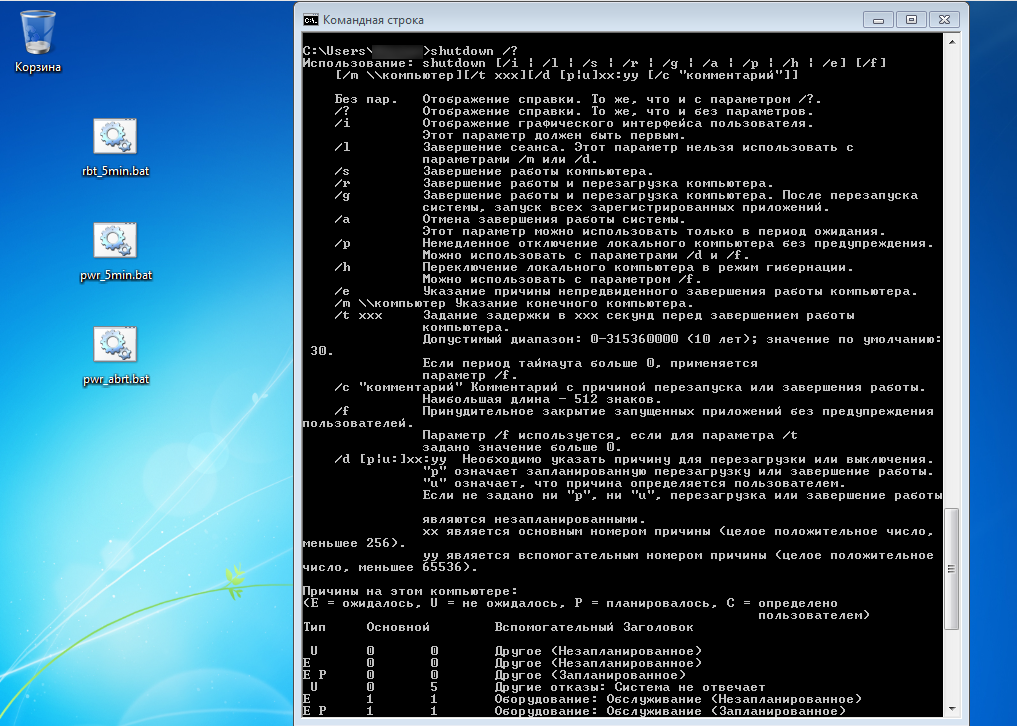 Корзина
rbt_5min.bat
pwr_5min.bat
pwr_abrt.bat
Командная строка
C:\Users\ >shutdown /?
Использование: shutdown [/i | /l | /s | /r | /g | /a | /p | /h | /e] [/f]
[/m \\компьютер][/t xxx][/d [p|u]xx:yy [/c "комментарий"]]
Без пар. Отображение справки. То же, что и с параметром /?.
/? Отображение справки. То же, что и без параметров.
/i Отображение графического интерфейса пользователя.
Этот параметр должен быть первым.
/l Завершение сеанса. Этот параметр нельзя использовать с
параметрами /m или /d.
/s Завершение работы компьютера.
/r Завершение работы и перезагрузка компьютера.
/g Завершение работы и перезагрузка компьютера. После перезапуска
системы, запуск всех зарегистрированных приложений.
/a Отмена завершения работы системы.
Этот параметр можно использовать только в период ожидания.
/p Немедленное отключение локального компьютера без предупреждения.
Можно использовать с параметрами /d и /f.
/h Переключение локального компьютера в режим гибернации.
Можно использовать с параметром /f.
/e Указание причины непредвиденного завершения работы компьютера.
/m \\компьютер Указание конечного компьютера.
/t xxx Задание задержки в xxx секунд перед завершением работы
компьютера.
Допустимый диапазон: 0-315360000 (10 лет); значение по умолчанию:
30.
Если период таймаута больше 0, применяется
параметр /f.
/c "комментарий" Комментарий с причиной перезапуска или завершения работы.
Наибольшая длина - 512 знаков.
/f Принудительное закрытие запущенных приложений без предупреждения
пользователей.
Параметр /f используется, если для параметра /t
задано значение больше 0.
/d [p|u:]xx:yy Необходимо указать причину для перезагрузки или выключения.
"p" означает запланированную перезагрузку или завершение работы.
"u" означает, что причина определяется пользователем.
Если не задано ни "p", ни "u", перезагрузка или завершение работы
являются незапланированными.
xx является основным номером причины (целое положительное число,
меньшее 256).
yy является вспомогательным номером причины (целое положительное
число, меньшее 65536).
Причины на этом компьютере:
(E = ожидалось, U = не ожидалось, P = планировалось, C = определено
пользователем)
Тип Основной Вспомогательный Заголовок
U 0 0 Другое (Незапланированное)
E 0 0 Другое (Незапланированное)
E P 0 0 Другое (Запланированное)
U 0 5 Другие отказы: Система не отвечает
E 1 1 Оборудование: Обслуживание (Незапланированное)
E P 1 1 Оборудование: Обслуживание (Запланированное)